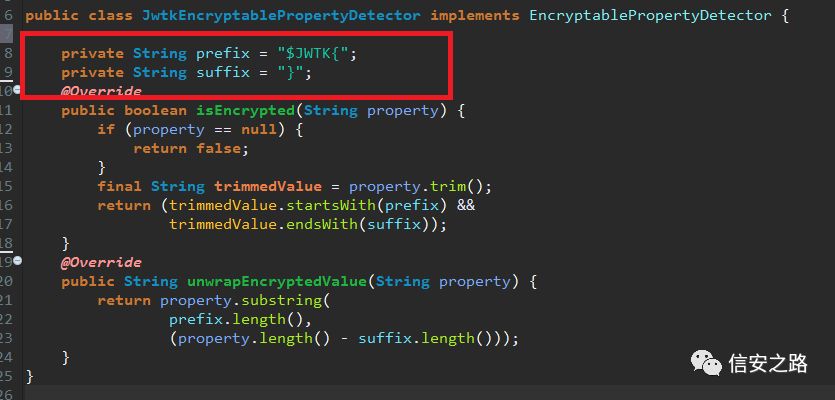 6 public class JwtkEncryptablePropertyDetector implements EncryptablePropertyDetector {
7
8     private String prefix = "$JWTK{";
9     private String suffix = "}";
10     @Override
11     public boolean isEncrypted(String property) {
12         if (property == null) {
13             return false;
14         }
15         final String trimmedValue = property.trim();
16         return (trimmedValue.startsWith(prefix) &&
17                 trimmedValue.endsWith(suffix));
18     }
19     @Override
20     public String unwrapEncryptedValue(String property) {
21         return property.substring(
22                 prefix.length(),
23                 (property.length() - suffix.length()));
24     }
25 }
26
信安之路